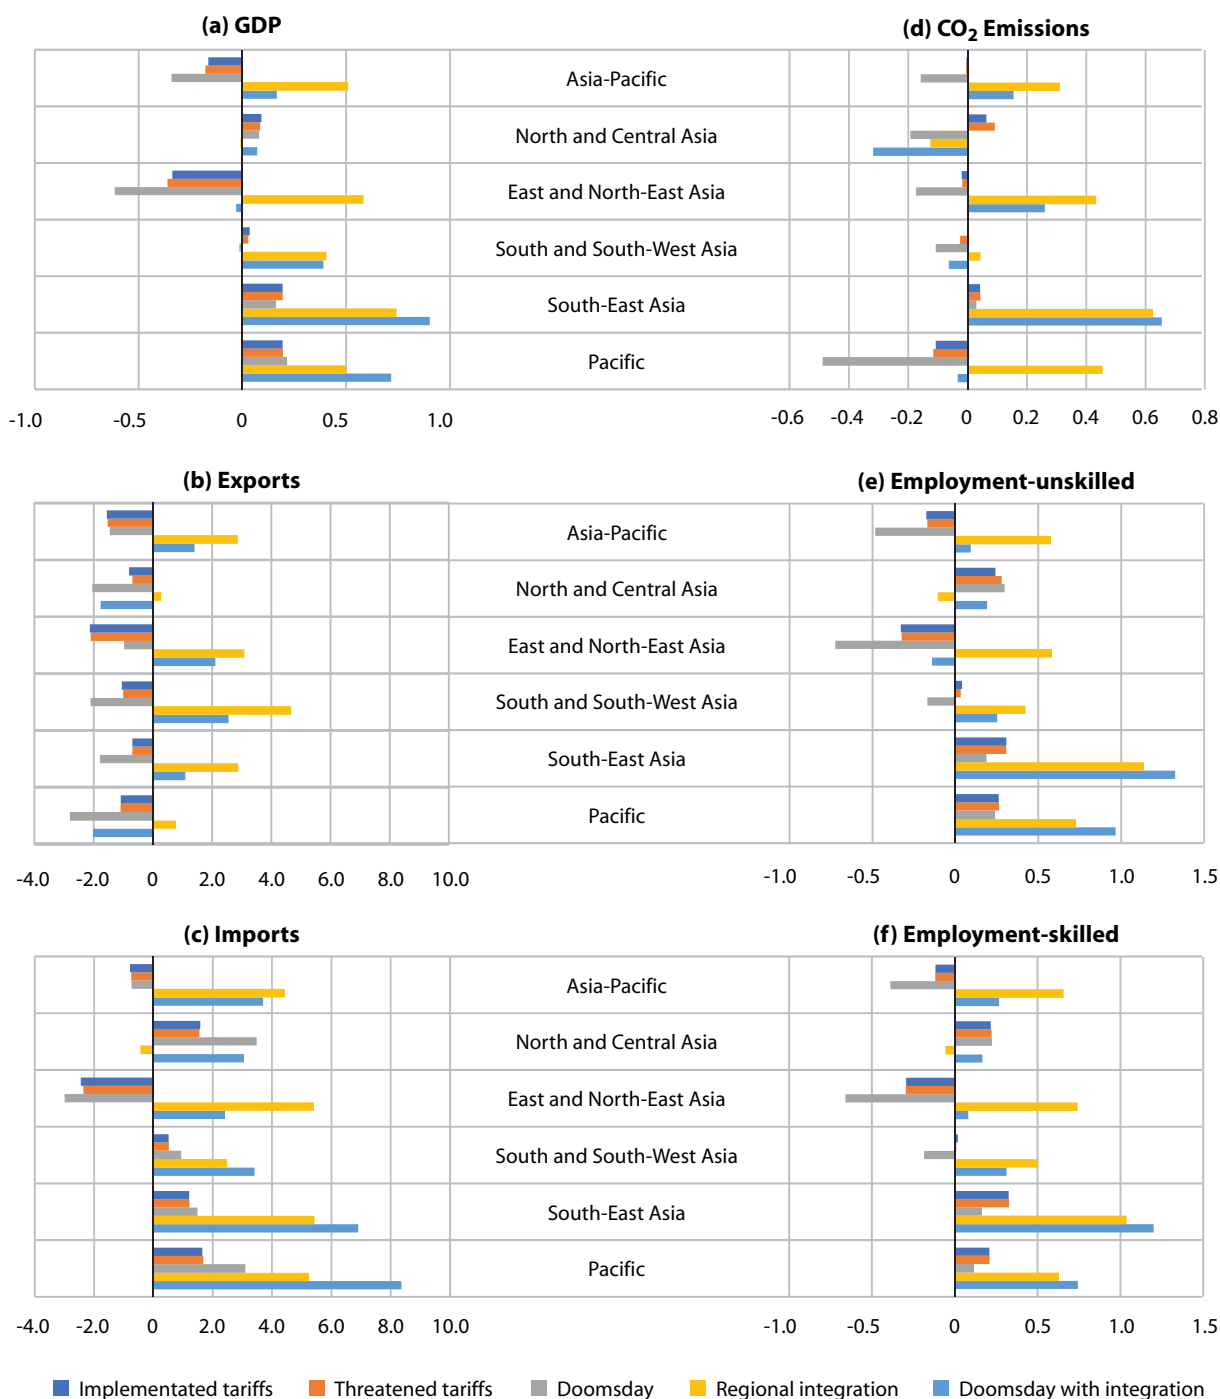 (a) GDP
(d) CO₂ Emissions
Asia-Pacific
North and Central Asia
East and North-East Asia
South and South-West Asia
South-East Asia
Pacific
-1.0 -0.5 0 0.5 1.0
-0.6 -0.4 -0.2 0 0.2 0.4 0.6 0.8
(b) Exports
(e) Employment-unskilled
Asia-Pacific
North and Central Asia
East and North-East Asia
South and South-West Asia
South-East Asia
Pacific
-4.0 -2.0 0 2.0 4.0 6.0 8.0 10.0
-1.0 -0.5 0 0.5 1.0 1.5
(c) Imports
(f) Employment-skilled
Asia-Pacific
North and Central Asia
East and North-East Asia
South and South-West Asia
South-East Asia
Pacific
-4.0 -2.0 0 2.0 4.0 6.0 8.0 10.0
-1.0 -0.5 0 0.5 1.0 1.5
Implementated tariffs Threatened tariffs Doomsday Regional integration Doomsday with integration